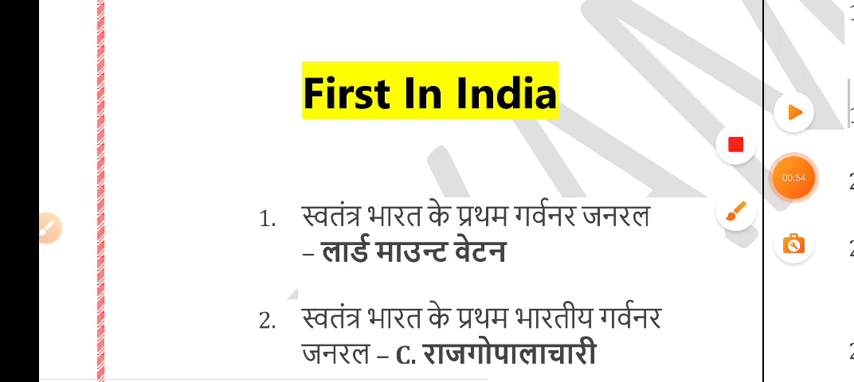 First In India
1. स्वतंत्र भारत के प्रथम गर्वनर जनरल
– लार्ड माउन्ट वेटन
2. स्वतंत्र भारत के प्रथम भारतीय गर्वनर
जनरल – C. राजगोपालाचारी
00:54